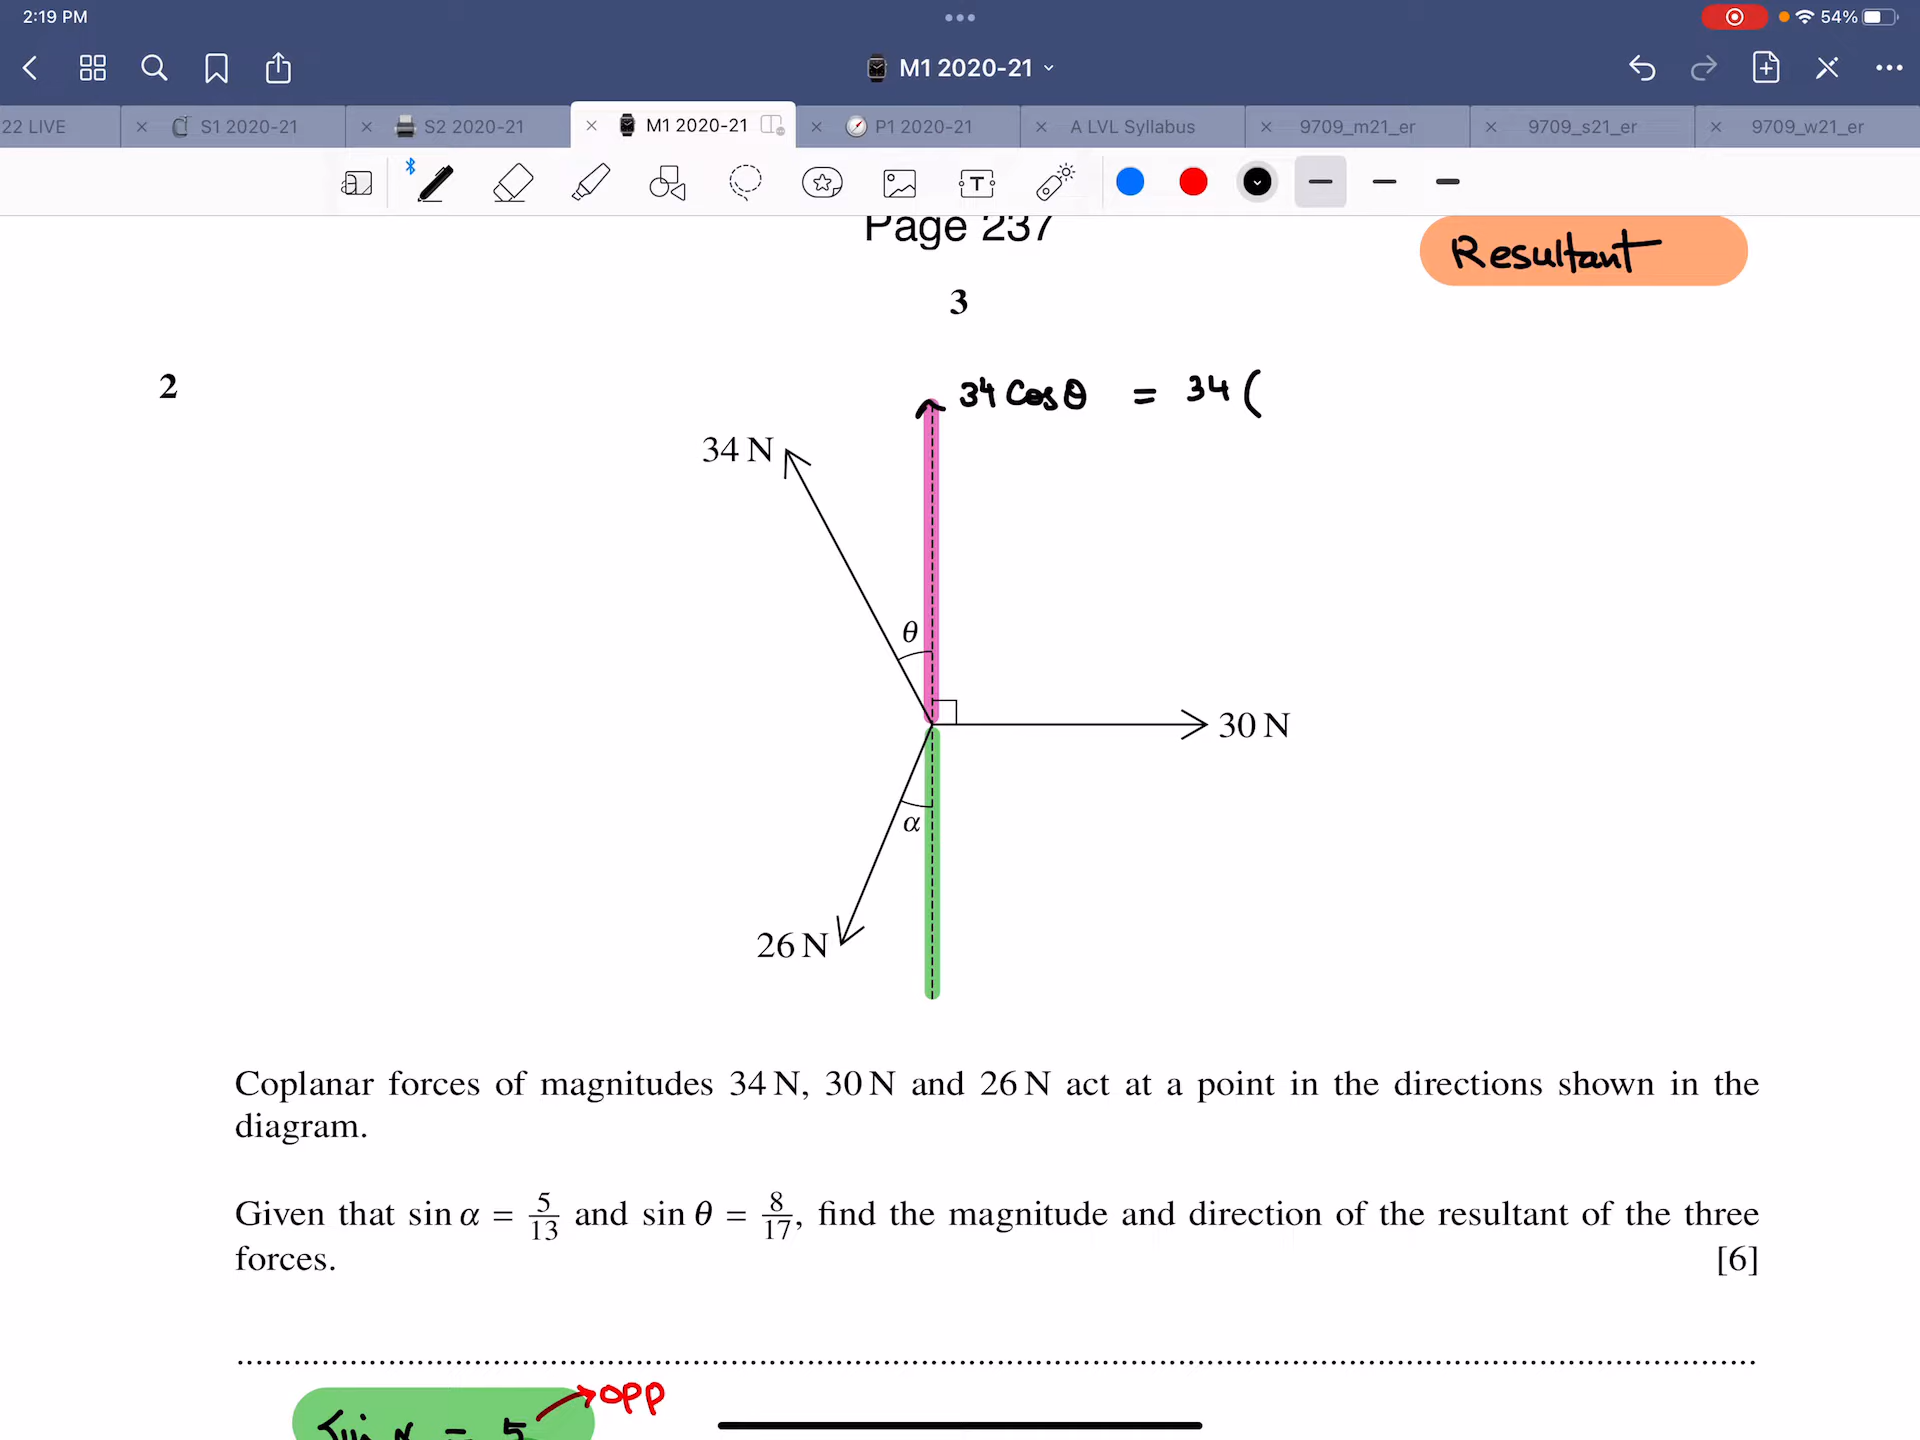 2:19 PM
54%
M1 2020-21
22 LIVE
S1 2020-21
S2 2020-21
M1 2020-21
P1 2020-21
A LVL Syllabus
9709_m21_er
9709_s21_er
9709_w21_er
Page 237
Resultant
3
2
34 Cos θ = 34 (
34 N
θ
30 N
α
26 N
Coplanar forces of magnitudes 34 N, 30 N and 26 N act at a point in the directions shown in the
diagram.
Given that sin α = 5/13 and sin θ = 8/17, find the magnitude and direction of the resultant of the three
forces. [6]
opp
Sin α = 5